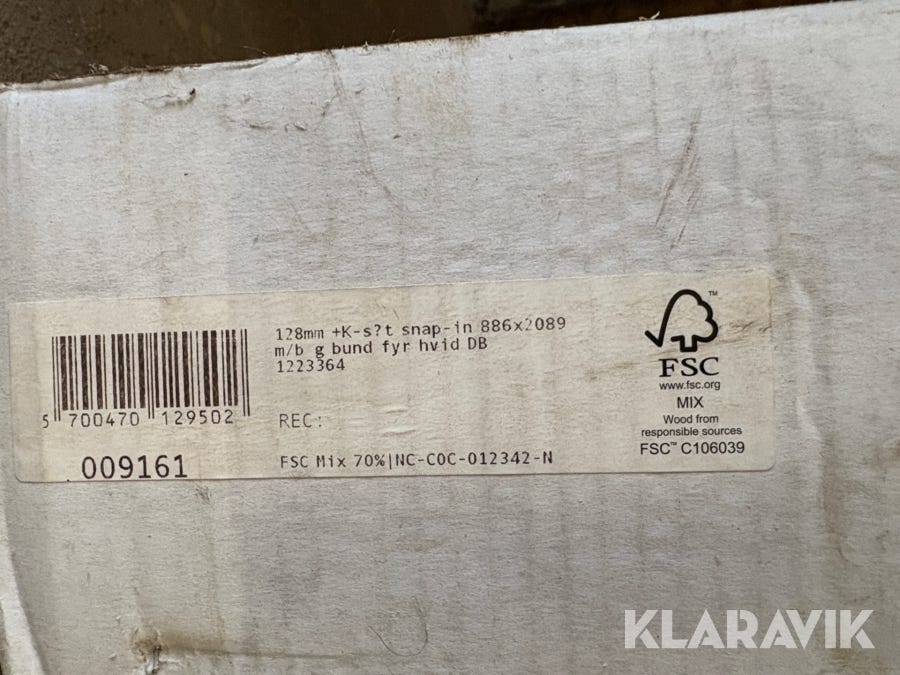 128mm +K-s?t snap-in 886x2089
m/b g bund fyr hvid DB
1223364
5 700470 129502
REC:
009161
FSC Mix 70%|NC-COC-012342-N
™
FSC
www.fsc.org
MIX
Wood from
responsible sources
FSC™ C106039
KLARAVIK